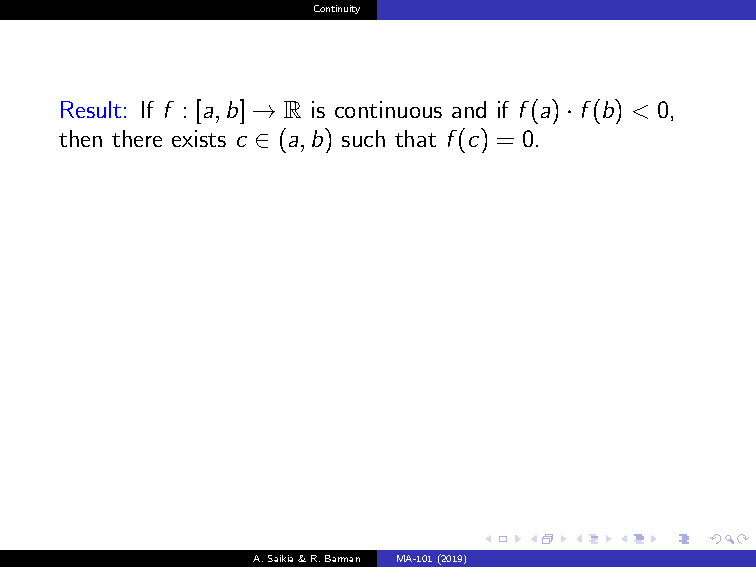 Continuity
Result: If f : [a, b] → ℝ is continuous and if f(a) · f(b) < 0,
then there exists c ∈ (a, b) such that f(c) = 0.
A. Saikia & R. Barman MA-101 (2019)